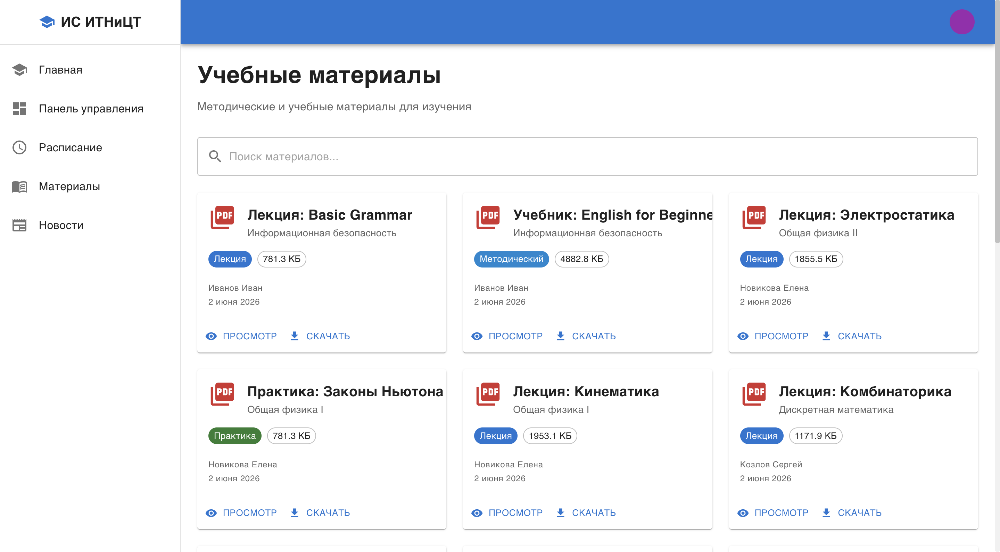 ИС ИТНиЦТ
Главная
Панель управления
Расписание
Материалы
Новости
Учебные материалы
Методические и учебные материалы для изучения
Поиск материалов...
PDF
Лекция: Basic Grammar
Информационная безопасность
Лекция
781.3 КБ
Иванов Иван
2 июня 2026
ПРОСМОТР
СКАЧАТЬ
PDF
Учебник: English for Beginne
Информационная безопасность
Методический
4882.8 КБ
Иванов Иван
2 июня 2026
ПРОСМОТР
СКАЧАТЬ
PDF
Лекция: Электростатика
Общая физика II
Лекция
1855.5 КБ
Новикова Елена
2 июня 2026
ПРОСМОТР
СКАЧАТЬ
PDF
Практика: Законы Ньютона
Общая физика I
Практика
781.3 КБ
Новикова Елена
2 июня 2026
ПРОСМОТР
СКАЧАТЬ
PDF
Лекция: Кинематика
Общая физика I
Лекция
1953.1 КБ
Новикова Елена
2 июня 2026
ПРОСМОТР
СКАЧАТЬ
PDF
Лекция: Комбинаторика
Дискретная математика
Лекция
1171.9 КБ
Козлов Сергей
2 июня 2026
ПРОСМОТР
СКАЧАТЬ